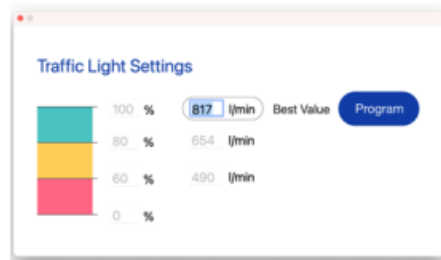 Traffic Light Settings
100 % 817 l/min Best Value Program
80 % 654 l/min
60 % 490 l/min
0 %